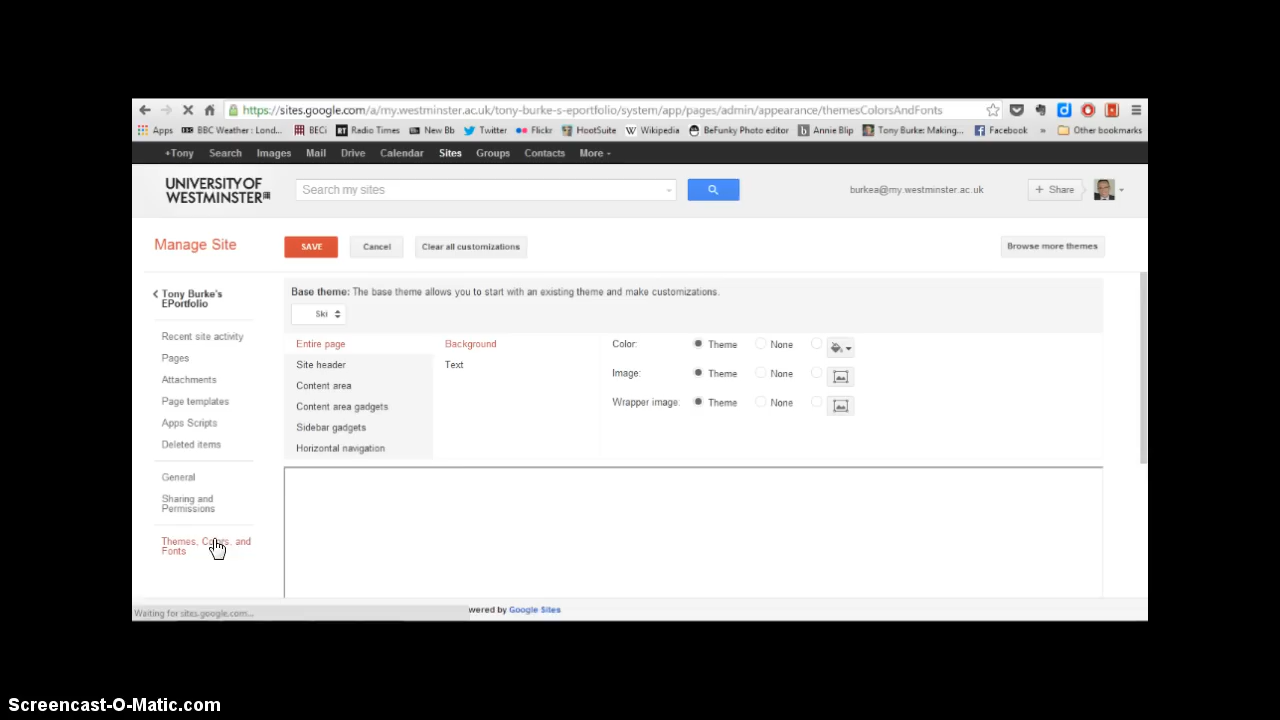 https://sites.google.com/a/my.westminster.ac.uk/tony-burke-s-eportfolio/system/app/pages/admin/appearance/themesColorsAndFonts
Apps BBC Weather : Lond... BECi Radio Times New Bb Twitter Flickr HootSuite Wikipedia BeFunky Photo editor Annie Blip Tony Burke: Making... Facebook » Other bookmarks
+Tony Search Images Mail Drive Calendar Sites Groups Contacts More
UNIVERSITY OF
WESTMINSTER
Search my sites
burkea@my.westminster.ac.uk
+ Share
Manage Site
SAVE Cancel Clear all customizations Browse more themes
Tony Burke's
EPortfolio
Recent site activity
Pages
Attachments
Page templates
Apps Scripts
Deleted items
General
Sharing and
Permissions
Themes, Colors, and
Fonts
Base theme: The base theme allows you to start with an existing theme and make customizations.
Ski
Entire page
Site header
Content area
Content area gadgets
Sidebar gadgets
Horizontal navigation
Background
Text
Color: Theme None
Image: Theme None
Wrapper image: Theme None
Waiting for sites.google.com...
wered by Google Sites
Screencast-O-Matic.com